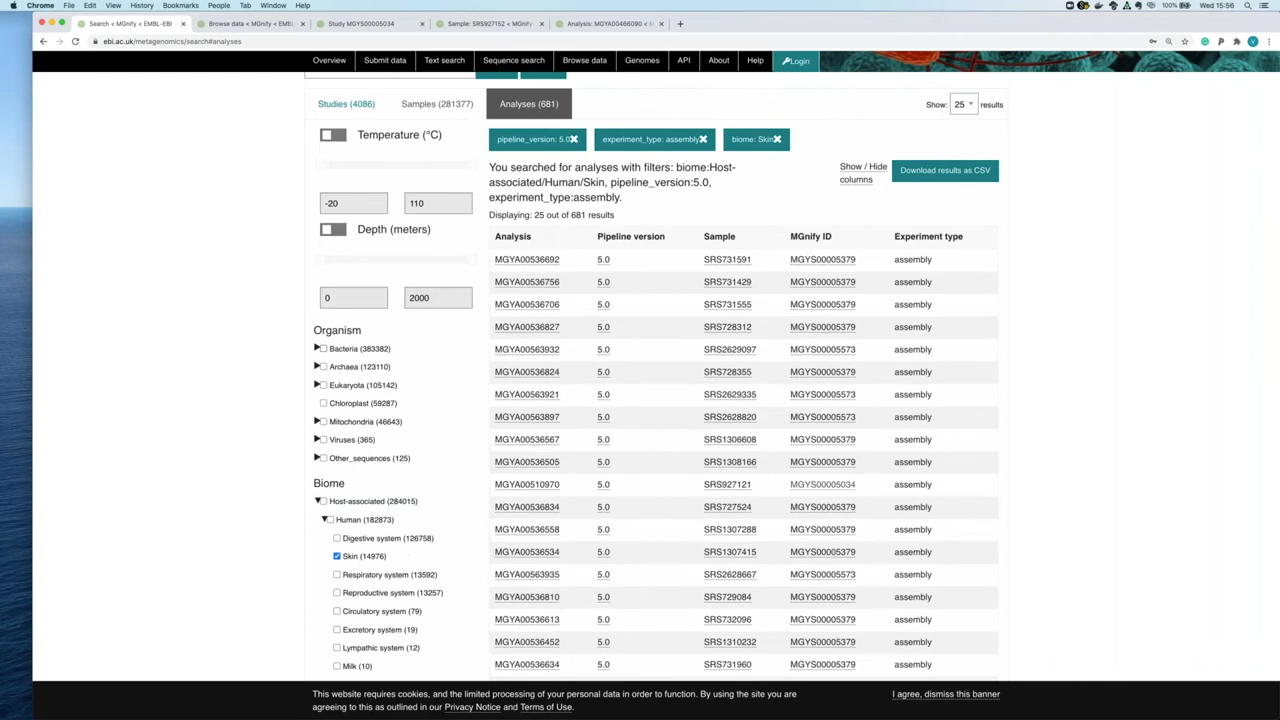 Chrome File Edit View History Bookmarks People Tab Window Help 100% Wed 15:56
Search < MGnify < EMBL-EBI Browse data < MGnify < EMBL Study MGYS00005034 Sample: SRS927152 < MGnify Analysis: MGYA00466090 < M
ebi.ac.uk/metagenomics/search#analyses
Overview Submit data Text search Sequence search Browse data Genomes API About Help Login
Studies (4086) Samples (281377) Analyses (681) Show: 25 results
Temperature (°C)
-20 110
Depth (meters)
0 2000
Organism
Bacteria (383382)
Archaea (123110)
Eukaryota (105142)
Chloroplast (59287)
Mitochondria (46643)
Viruses (365)
Other_sequences (125)
Biome
Host-associated (284015)
Human (182873)
Digestive system (126758)
Skin (14976)
Respiratory system (13592)
Reproductive system (13257)
Circulatory system (79)
Excretory system (19)
Lymphatic system (12)
Milk (10)
pipeline_version: 5.0 experiment_type: assembly biome: Skin
You searched for analyses with filters: biome:Host-
associated/Human/Skin, pipeline_version:5.0,
experiment_type:assembly.
Displaying: 25 out of 681 results
Show / Hide
columns
Download results as CSV
Analysis Pipeline version Sample MGnify ID Experiment type
MGYA00536692 5.0 SRS731591 MGYS00005379 assembly
MGYA00536756 5.0 SRS731429 MGYS00005379 assembly
MGYA00536706 5.0 SRS731555 MGYS00005379 assembly
MGYA00536827 5.0 SRS728312 MGYS00005379 assembly
MGYA00563932 5.0 SRS2629097 MGYS00005573 assembly
MGYA00536824 5.0 SRS728355 MGYS00005379 assembly
MGYA00563921 5.0 SRS2629335 MGYS00005573 assembly
MGYA00563897 5.0 SRS2628820 MGYS00005573 assembly
MGYA00536567 5.0 SRS1306608 MGYS00005379 assembly
MGYA00536505 5.0 SRS1308166 MGYS00005379 assembly
MGYA00510970 5.0 SRS927121 MGYS00005034 assembly
MGYA00536834 5.0 SRS727524 MGYS00005379 assembly
MGYA00536558 5.0 SRS1307288 MGYS00005379 assembly
MGYA00536534 5.0 SRS1307415 MGYS00005379 assembly
MGYA00563935 5.0 SRS2628667 MGYS00005573 assembly
MGYA00536810 5.0 SRS729084 MGYS00005379 assembly
MGYA00536613 5.0 SRS732096 MGYS00005379 assembly
MGYA00536452 5.0 SRS1310232 MGYS00005379 assembly
MGYA00536634 5.0 SRS731960 MGYS00005379 assembly
This website requires cookies, and the limited processing of your personal data in order to function. By using the site you are
agreeing to this as outlined in our Privacy Notice and Terms of Use.
I agree, dismiss this banner